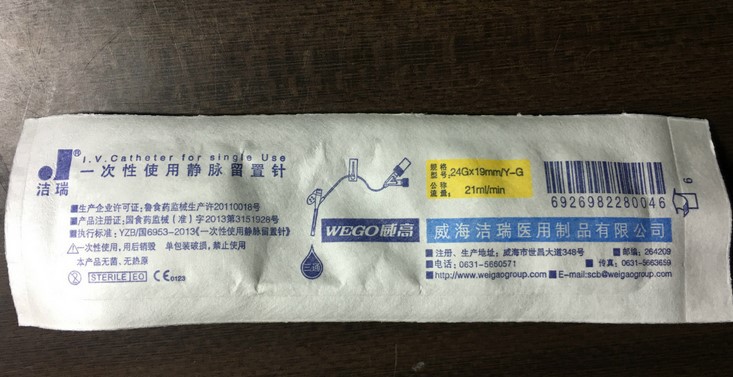 I.V.Catheter for single Use
一次性使用静脉留置针
洁瑞
生产企业许可证:鲁食药监械生产许20110018号
产品注册证:国食药监械(准)字2013第3151928号
执行标准:YZB/国6953-2013《一次性使用静脉留置针》
一次性使用,用后销毁 单包装破损,禁止使用
本产品无菌、无热原
2 STERILE EO CE0123
三通
WEGO威高
规格型号: 24Gx19mm/Y-G
公称流量: 21ml/min
6926982280046
威海洁瑞医用制品有限公司
注册、生产地址:威海市世昌大道348号 邮编:264209
电话:0631-5660571 传真:0631-5663659
http://www.weigaogroup.com E-mail:scb@weigaogroup.com